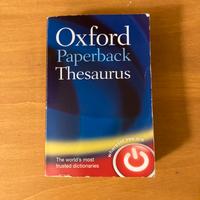 Oxford
Paperback
Thesaurus
The world's most
trusted dictionaries